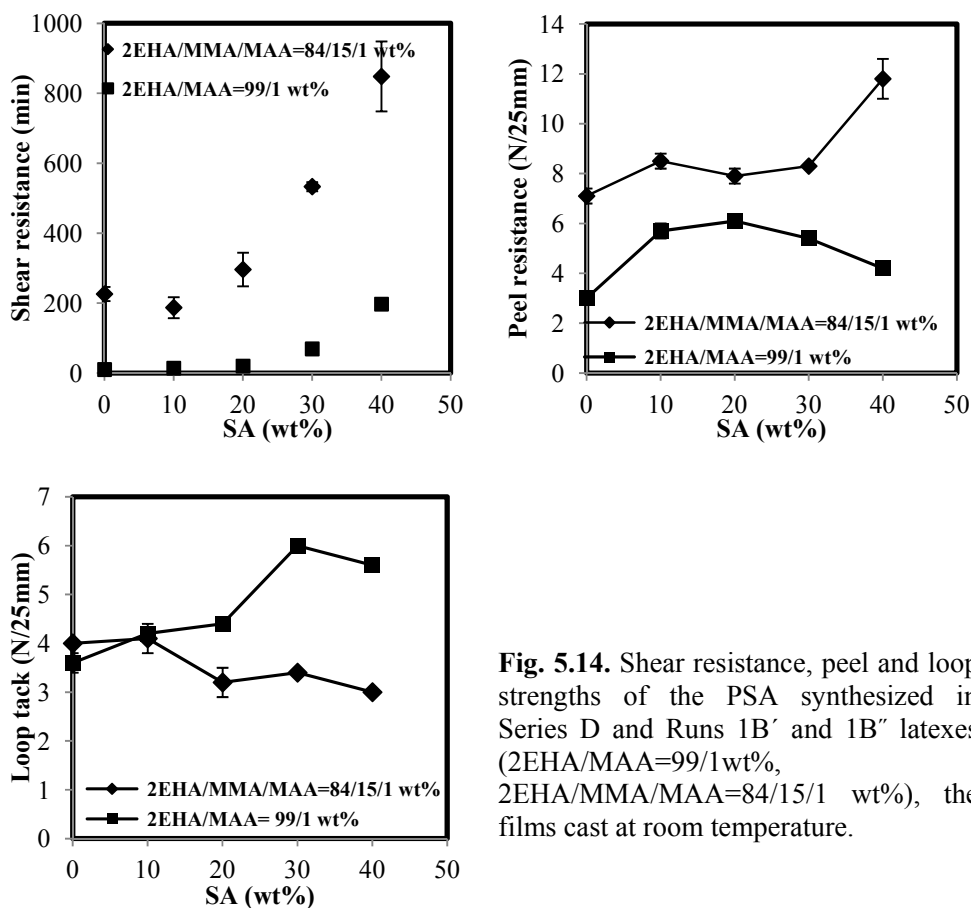 1000
800
600
400
200
0
Shear resistance (min)
2EHA/MMA/MAA=84/15/1 wt%
2EHA/MAA=99/1 wt%
0 10 20 30 40 50
SA (wt%)
14
12
10
8
6
4
2
0
Peel resistance (N/25mm)
2EHA/MMA/MAA=84/15/1 wt%
2EHA/MAA=99/1 wt%
0 10 20 30 40 50
SA (wt%)
7
6
5
4
3
2
1
0
Loop tack (N/25mm)
2EHA/MMA/MAA=84/15/1 wt%
2EHA/MAA= 99/1 wt%
0 10 20 30 40 50
SA (wt%)
Fig. 5.14. Shear resistance, peel and loop
strengths of the PSA synthesized in
Series D and Runs 1B′ and 1B″ latexes
(2EHA/MAA=99/1wt%,
2EHA/MMA/MAA=84/15/1 wt%), the
films cast at room temperature.